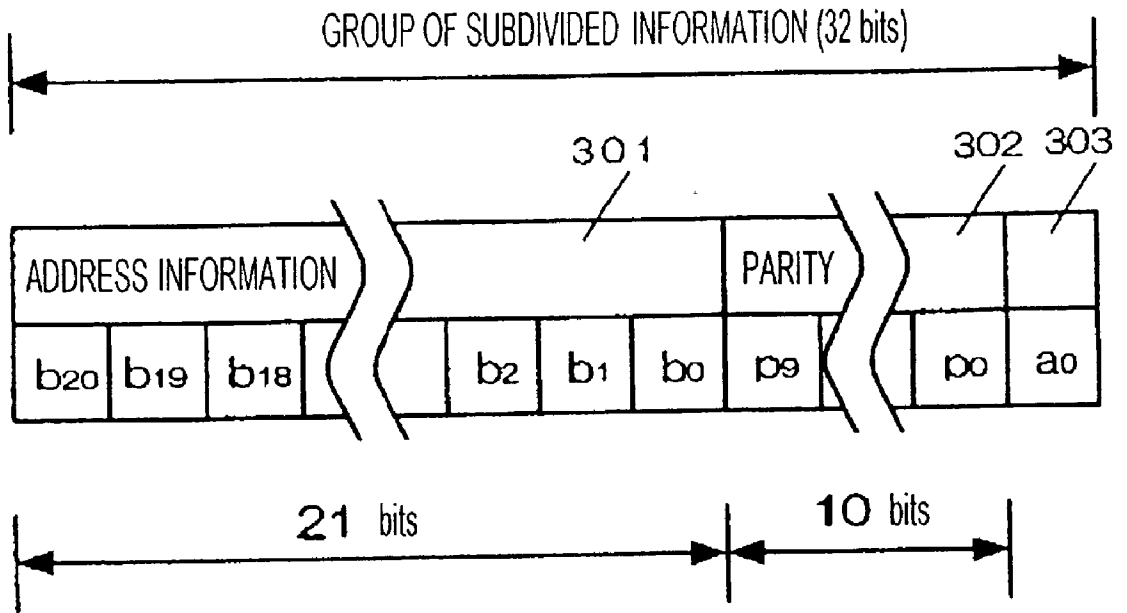 GROUP OF SUBDIVIDED INFORMATION (32 bits)
301 302 303
ADDRESS INFORMATION PARITY
b20 b19 b18 b2 b1 b0 p9 p0 a0
21 bits 10 bits